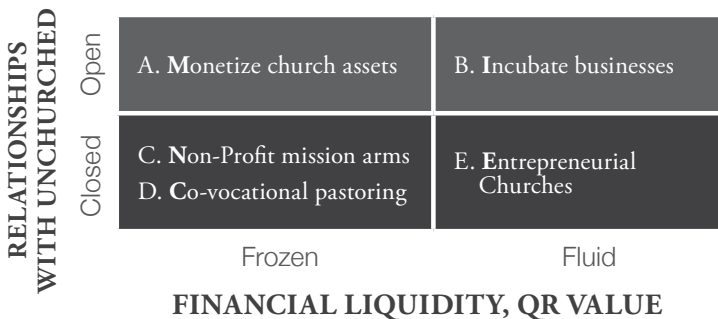 RELATIONSHIPS
WITH UNCHURCHED
Open
A. Monetize church assets
B. Incubate businesses
Closed
C. Non-Profit mission arms
D. Co-vocational pastoring
E. Entrepreneurial
Churches
Frozen
Fluid
FINANCIAL LIQUIDITY, QR VALUE